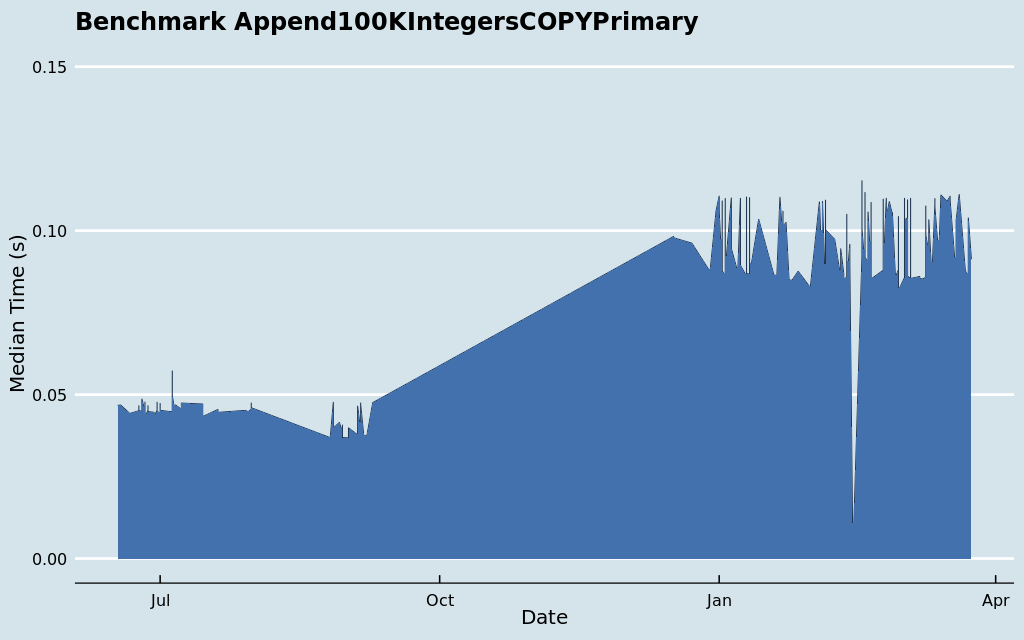 Benchmark Append100KIntegersCOPYPrimary
0.15
0.10
0.05
0.00
Median Time (s)
Jul Oct Jan Apr
Date